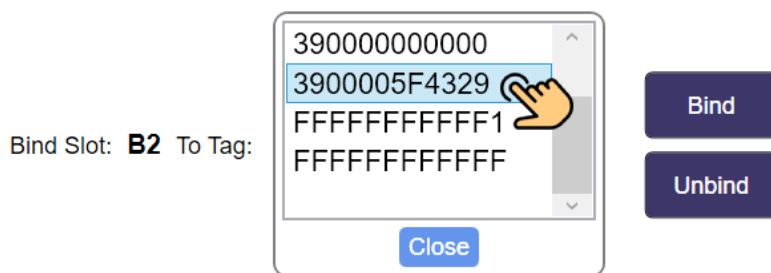 Bind Slot: B2 To Tag:
390000000000
3900005F4329
FFFFFFFFFFF1
FFFFFFFFFFFF
Close
Bind
Unbind